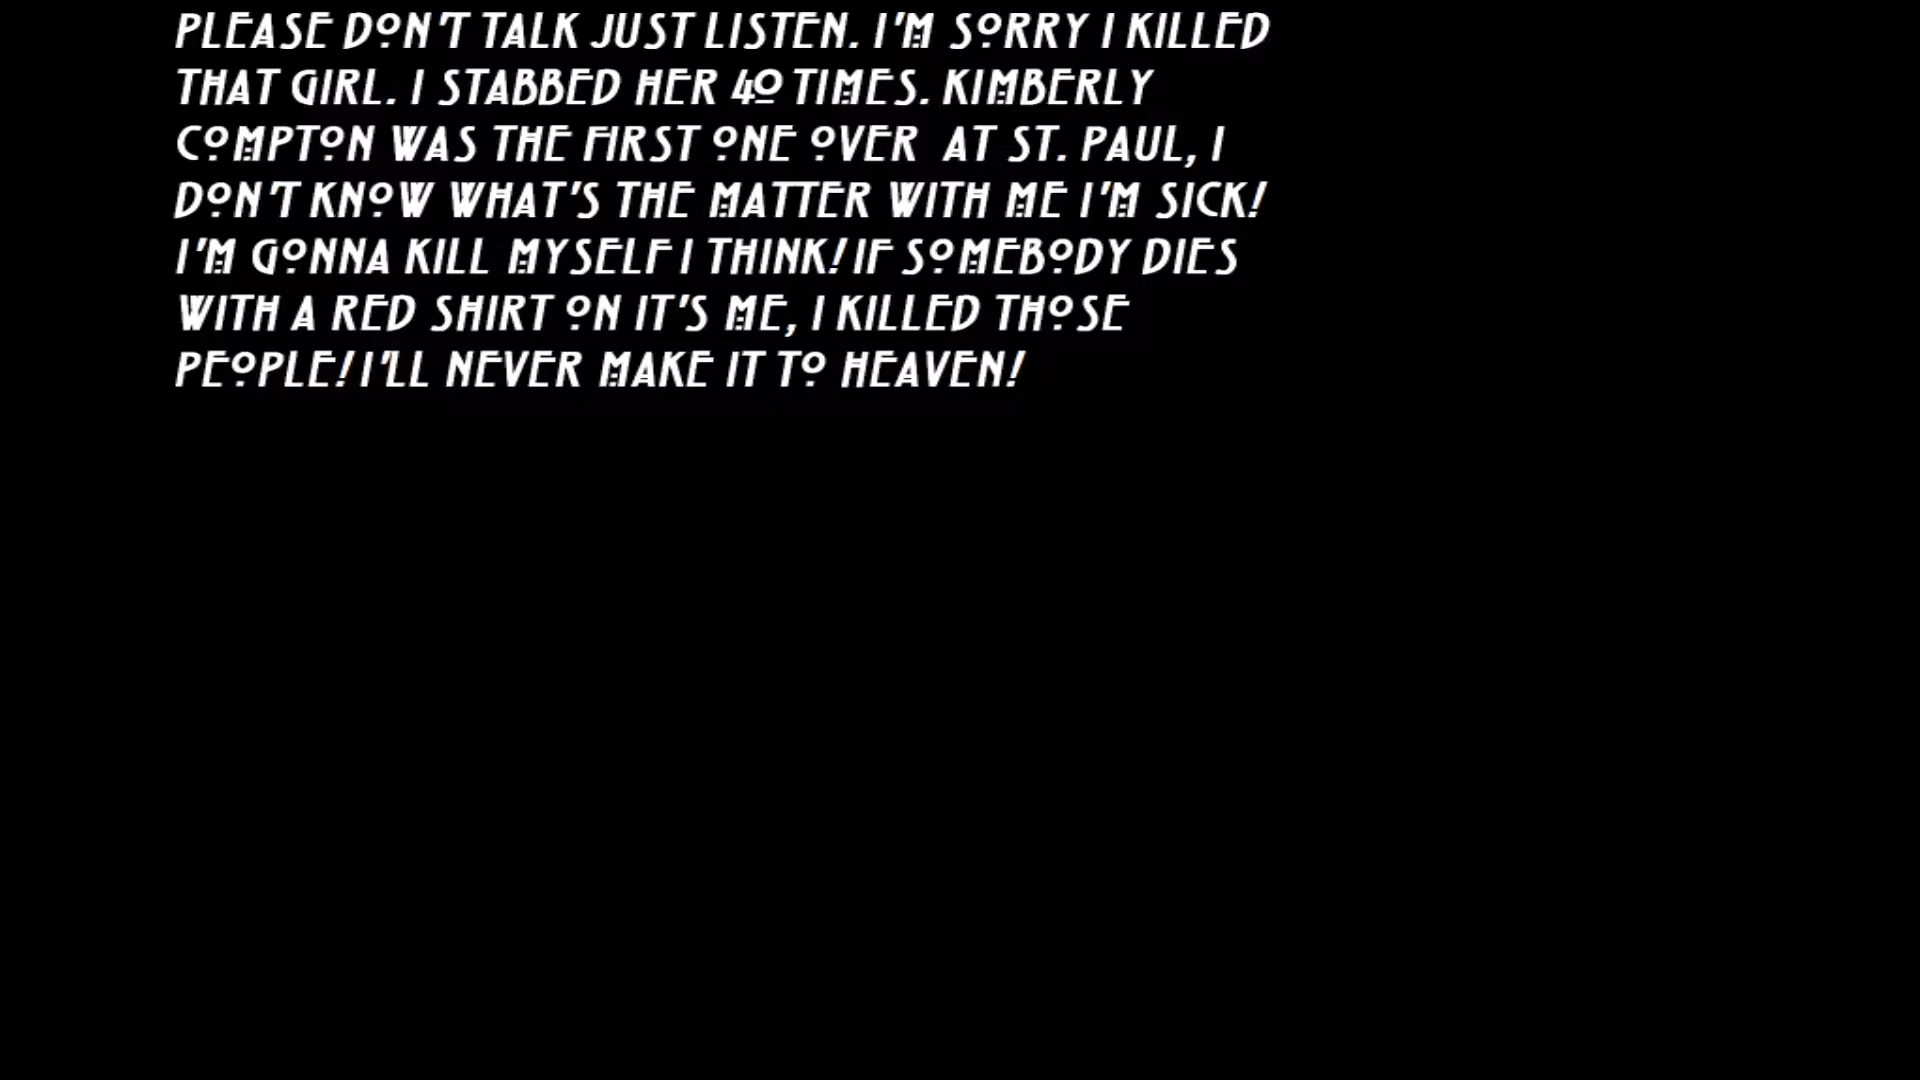 PLEASE DON'T TALK JUST LISTEN. I'M SORRY I KILLED
THAT GIRL. I STABBED HER 40 TIMES. KIMBERLY
COMPTON WAS THE FIRST ONE OVER  AT ST. PAUL, I
DON'T KNOW WHAT'S THE MATTER WITH ME I'M SICK!
I'M GONNA KILL MYSELF I THINK! IF SOMEBODY DIES
WITH A RED SHIRT ON IT'S ME, I KILLED THOSE
PEOPLE! I'LL NEVER MAKE IT TO HEAVEN!